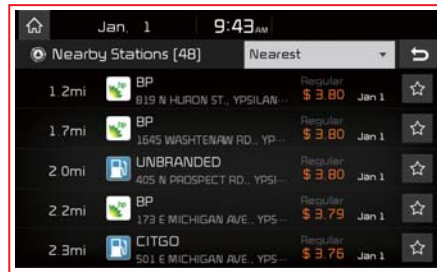 Jan. 1 9:43 AM
Nearby Stations [48] Nearest
1.2mi BP Regular $ 3.80 Jan 1
819 N HURON ST., YPSILAN...
1.7mi BP Regular $ 3.80 Jan 1
1645 WASHTENAW RD., YP...
2.0mi UNBRANDED Regular $ 3.80 Jan 1
405 N PROSPECT RD., YPSI...
2.2mi BP Regular $ 3.79 Jan 1
173 E MICHIGAN AVE., YPS...
2.3mi CITGO Regular $ 3.76 Jan 1
501 E MICHIGAN AVE., YPS...